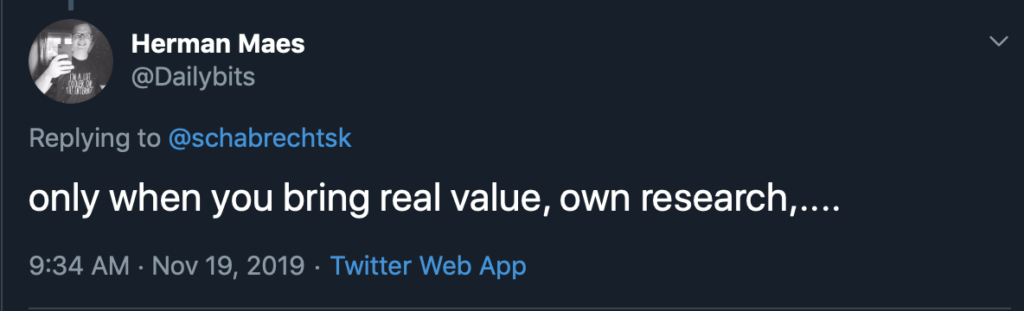 Herman Maes
@Dailybits
Replying to @schabrechtsk
only when you bring real value, own research,....
9:34 AM · Nov 19, 2019 · Twitter Web App